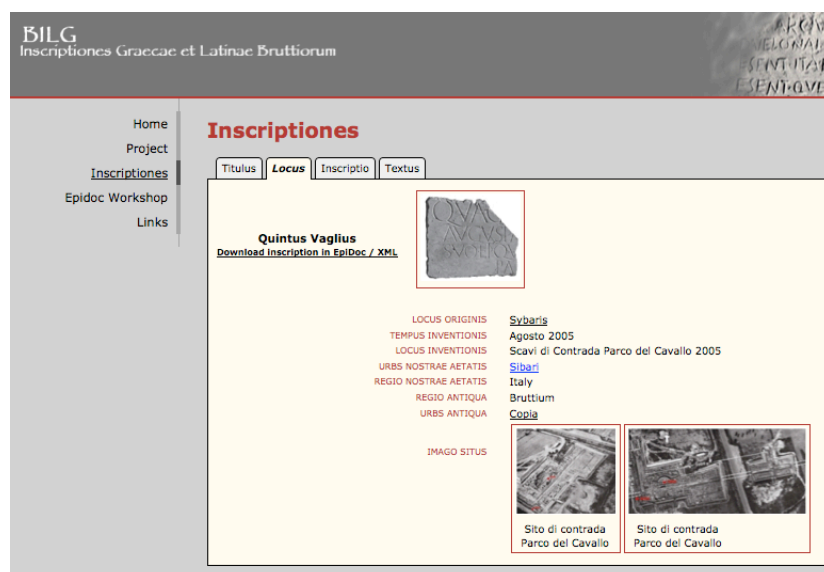 BILG
Inscriptiones Graecae et Latinae Bruttiorum
Home
Project
Inscriptiones
Epidoc Workshop
Links
Inscriptiones
Titulus Locus Inscriptio Textus
Quintus Vaglius
Download inscription in EpiDoc / XML
LOCUS ORIGINIS Sybaris
TEMPUS INVENTIONIS Agosto 2005
LOCUS INVENTIONIS Scavi di Contrada Parco del Cavallo 2005
URBS NOSTRAE AETATIS Sibari
REGIO NOSTRAE AETATIS Italy
REGIO ANTIQUA Bruttium
URBS ANTIQUA Copia
IMAGO SITUS
Sito di contrada
Parco del Cavallo
Sito di contrada
Parco del Cavallo